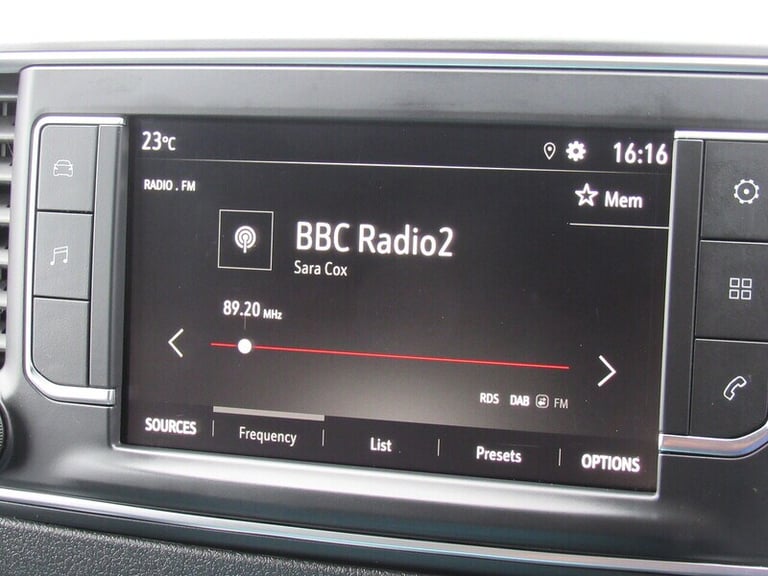 23°C 16:16
RADIO . FM
Mem
BBC Radio2
Sara Cox
89.20 MHz
RDS DAB FM
SOURCES Frequency List Presets OPTIONS